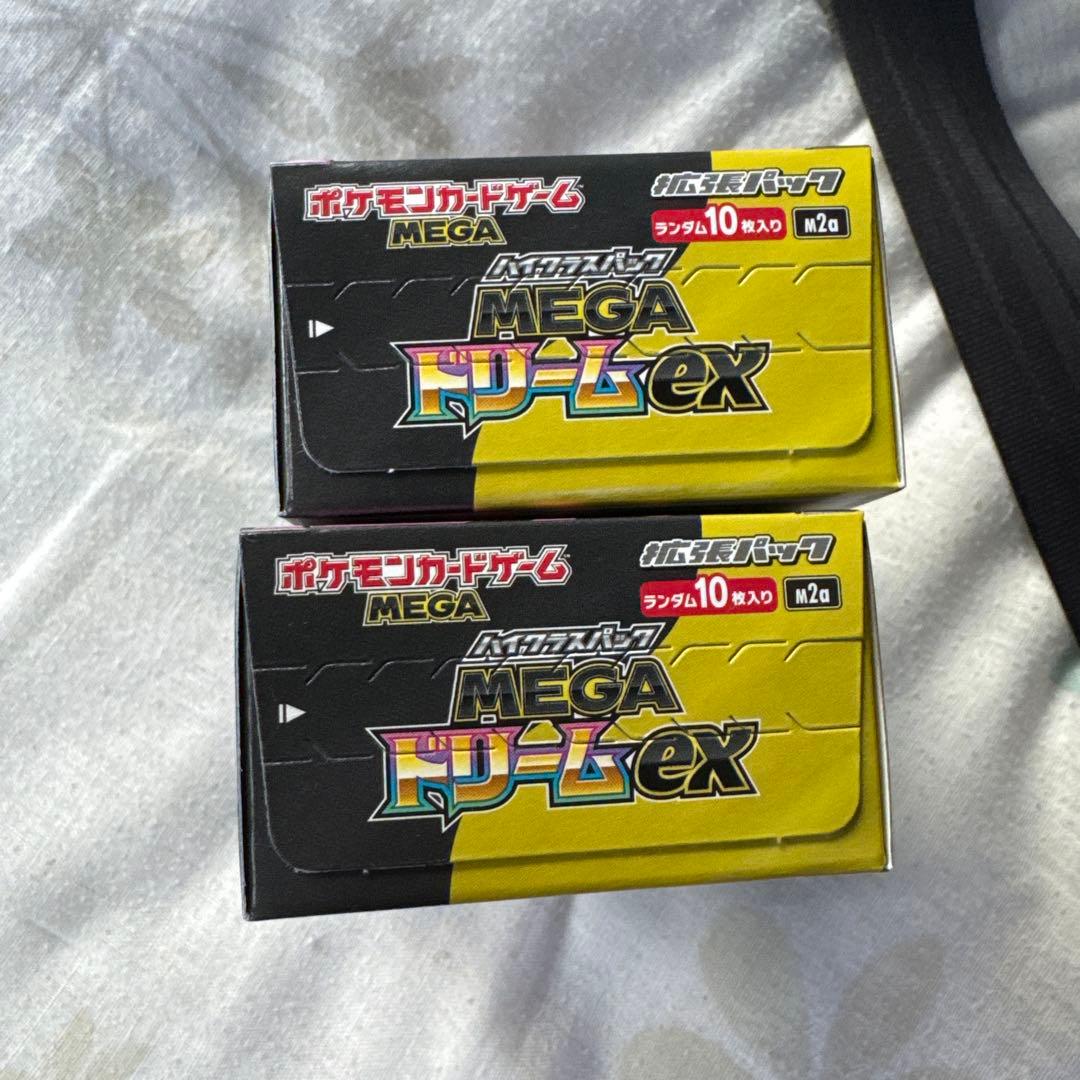 ポケモンカードゲーム
MEGA
拡張パック
ランダム10枚入り M2a
ハイクラスパック
MEGA
ドリームex
ポケモンカードゲーム
MEGA
拡張パック
ランダム10枚入り M2a
ハイクラスパック
MEGA
ドリームex